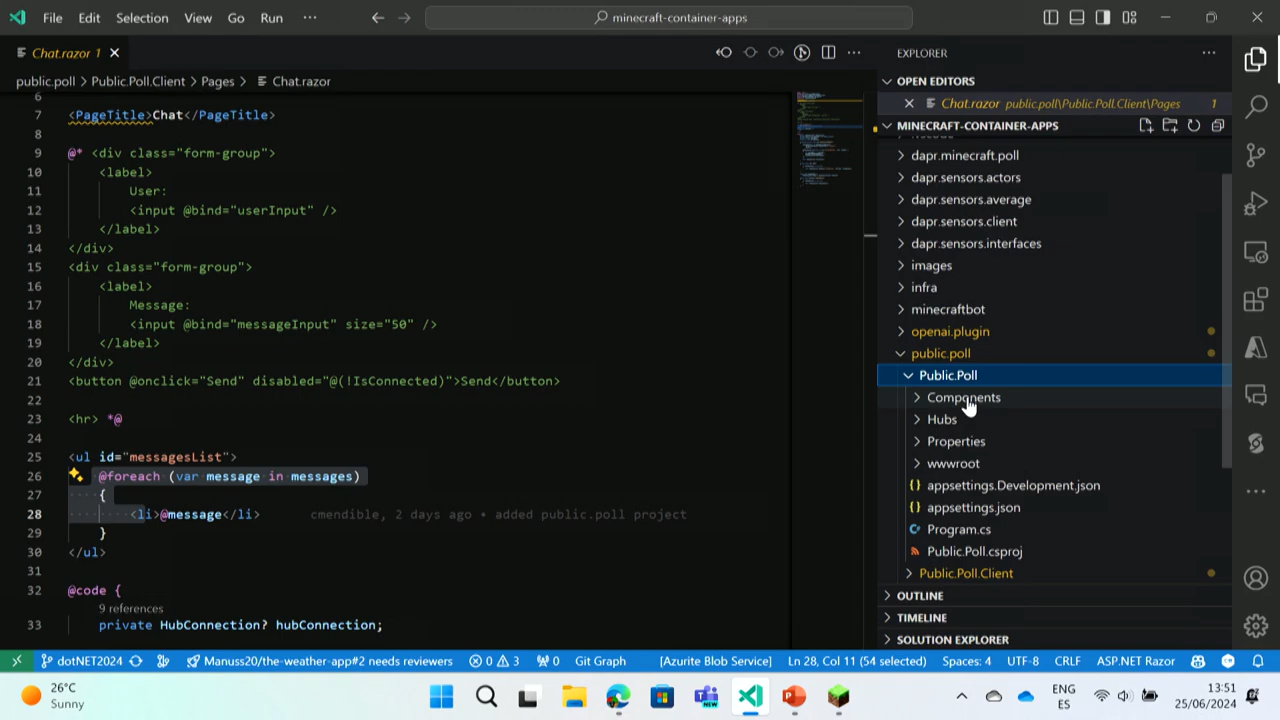 File Edit Selection View Go Run ··· minecraft-container-apps
Chat.razor 1
public.poll > Public.Poll.Client > Pages > Chat.razor
6
7 <PageTitle>Chat</PageTitle>
8
9 @* <div class="form-group">
10 <label>
11 User:
12 <input @bind="userInput" />
13 </label>
14 </div>
15 <div class="form-group">
16 <label>
17 Message:
18 <input @bind="messageInput" size="50" />
19 </label>
20 </div>
21 <button @onclick="Send" disabled="@(!IsConnected)">Send</button>
22
23 <hr> *@
24
25 <ul id="messagesList">
26 @foreach (var message in messages)
27 {
28 <li>@message</li> cmendible, 2 days ago • added public.poll project
29 }
30 </ul>
31
32 @code {
9 references
33 private HubConnection? hubConnection;
EXPLORER
OPEN EDITORS
Chat.razor public.poll\Public.Poll.Client\Pages 1
MINECRAFT-CONTAINER-APPS
dapr.minecraft.poll
dapr.sensors.actors
dapr.sensors.average
dapr.sensors.client
dapr.sensors.interfaces
images
infra
minecraftbot
openai.plugin
public.poll
Public.Poll
Components
Hubs
Properties
wwwroot
appsettings.Development.json
appsettings.json
Program.cs
Public.Poll.csproj
Public.Poll.Client
OUTLINE
TIMELINE
SOLUTION EXPLORER
dotNET2024 Manuss20/the-weather-app#2 needs reviewers 0 3 0 Git Graph [Azurite Blob Service] Ln 28, Col 11 (54 selected) Spaces: 4 UTF-8 CRLF ASP.NET Razor
26°C
Sunny
NEW
ENG
ES
13:51
25/06/2024